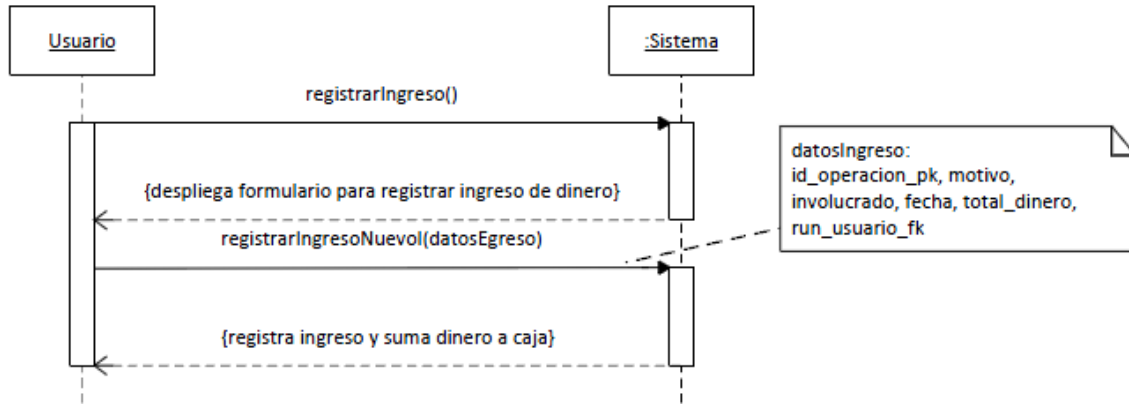 Usuario
:Sistema
registrarIngreso()
{despliega formulario para registrar ingreso de dinero}
registrarIngresoNuevoI(datosEgreso)
{registra ingreso y suma dinero a caja}
datosIngreso:
id_operacion_pk, motivo,
involucrado, fecha, total_dinero,
run_usuario_fk